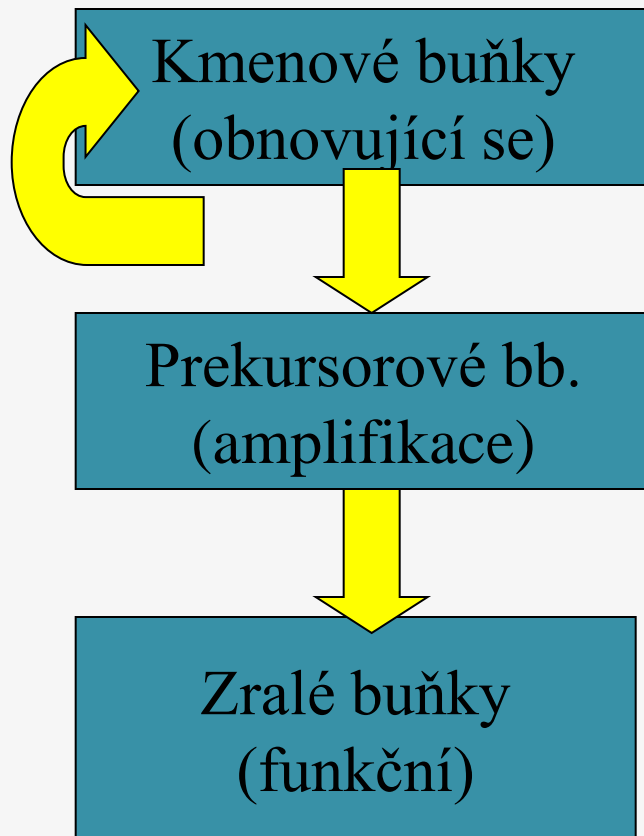 Kmenové buňky
(obnovující se)
Prekursorové bb.
(amplifikace)
Zralé buňky
(funkční)